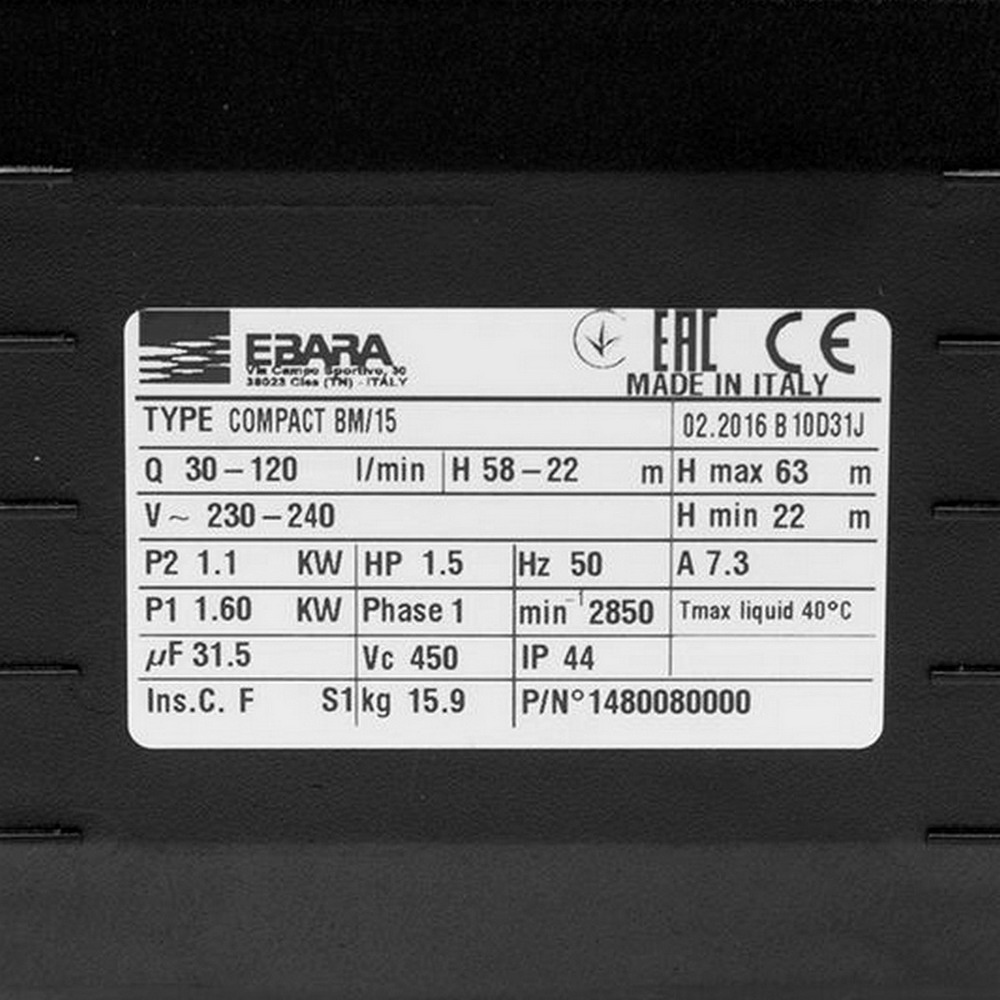 EBARA
Via Campo Sportivo, 30
38023 Cles (TN) - ITALY
EAC CE
MADE IN ITALY
TYPE COMPACT BM/15 02.2016 B 10D31J
Q 30–120 l/min H 58–22 m H max 63 m
V~ 230–240 H min 22 m
P2 1.1 KW HP 1.5 Hz 50 A 7.3
P1 1.60 KW Phase 1 min⁻¹ 2850 Tmax liquid 40°C
µF 31.5 Vc 450 IP 44
Ins.C. F S1 kg 15.9 P/N°1480080000